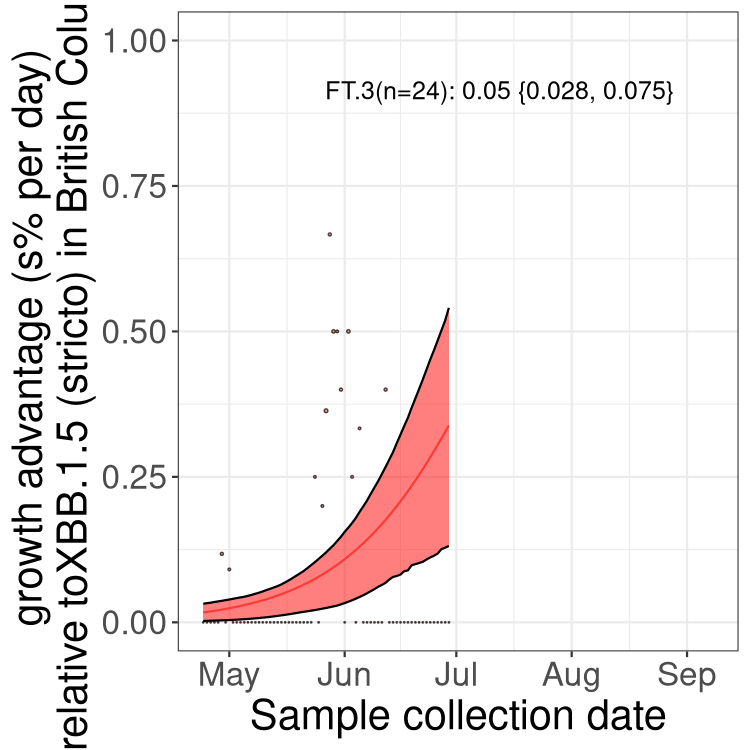 growth advantage (s% per day)
relative toXBB.1.5 (stricto) in British Colu
1.00
0.75
0.50
0.25
0.00
FT.3(n=24): 0.05 {0.028, 0.075}
May Jun Jul Aug Sep
Sample collection date